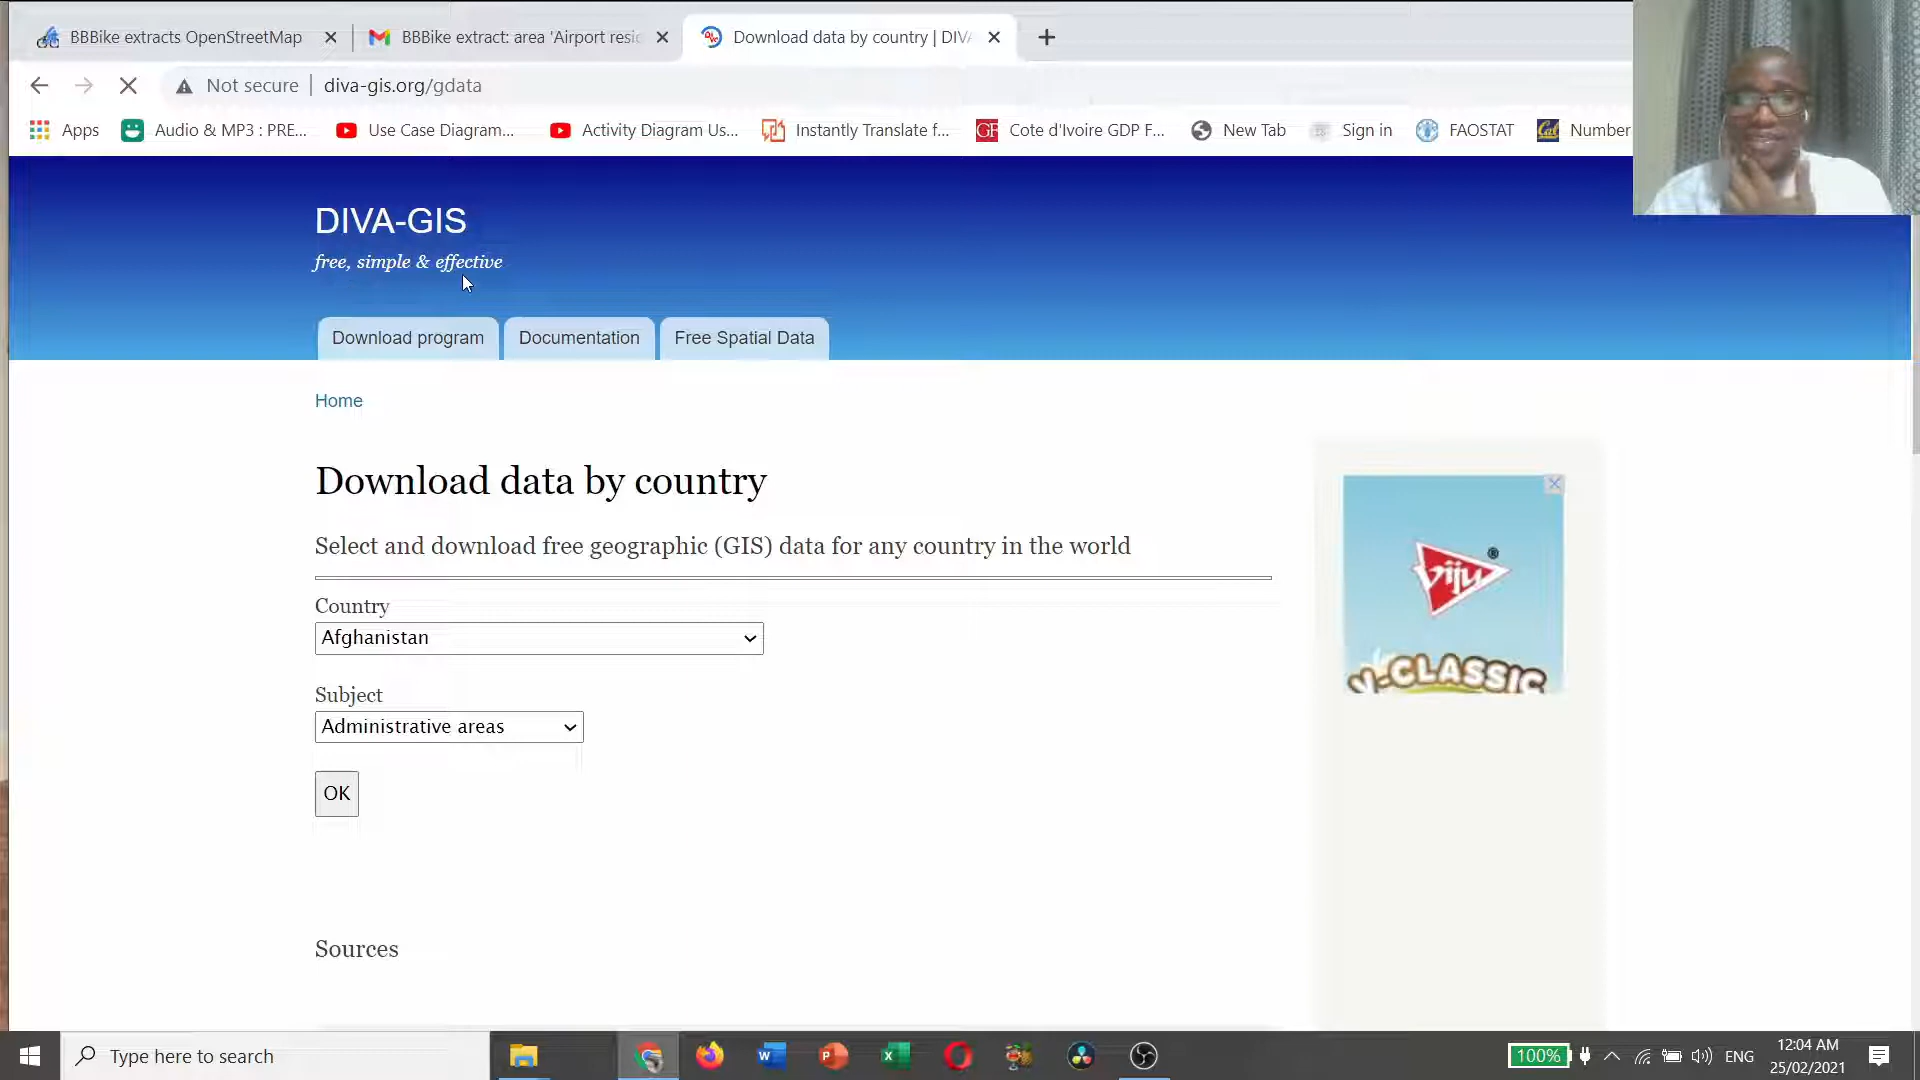 BBBike extracts OpenStreetMap
BBBike extract: area 'Airport resi
Download data by country | DIV
Not secure
diva-gis.org/gdata
Apps
Audio & MP3 : PRE...
Use Case Diagram...
Activity Diagram Us...
Instantly Translate f...
GF
Cote d'Ivoire GDP F...
New Tab
Sign in
FAOSTAT
Cal
Number
DIVA-GIS
free, simple & effective
Download program
Documentation
Free Spatial Data
Home
Download data by country
Select and download free geographic (GIS) data for any country in the world
Country
Afghanistan
Subject
Administrative areas
OK
viju
®
V-CLASSIC
Sources
Type here to search
100%
ENG
12:04 AM
25/02/2021